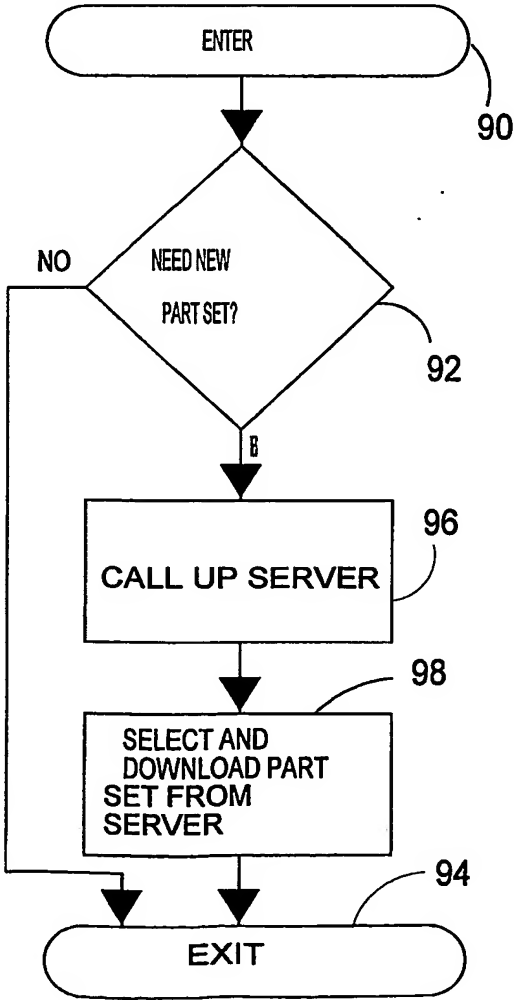 ENTER
90
NO
NEED NEW
PART SET?
92
96
CALL UP SERVER
98
SELECT AND
DOWNLOAD PART
SET FROM
SERVER
94
EXIT